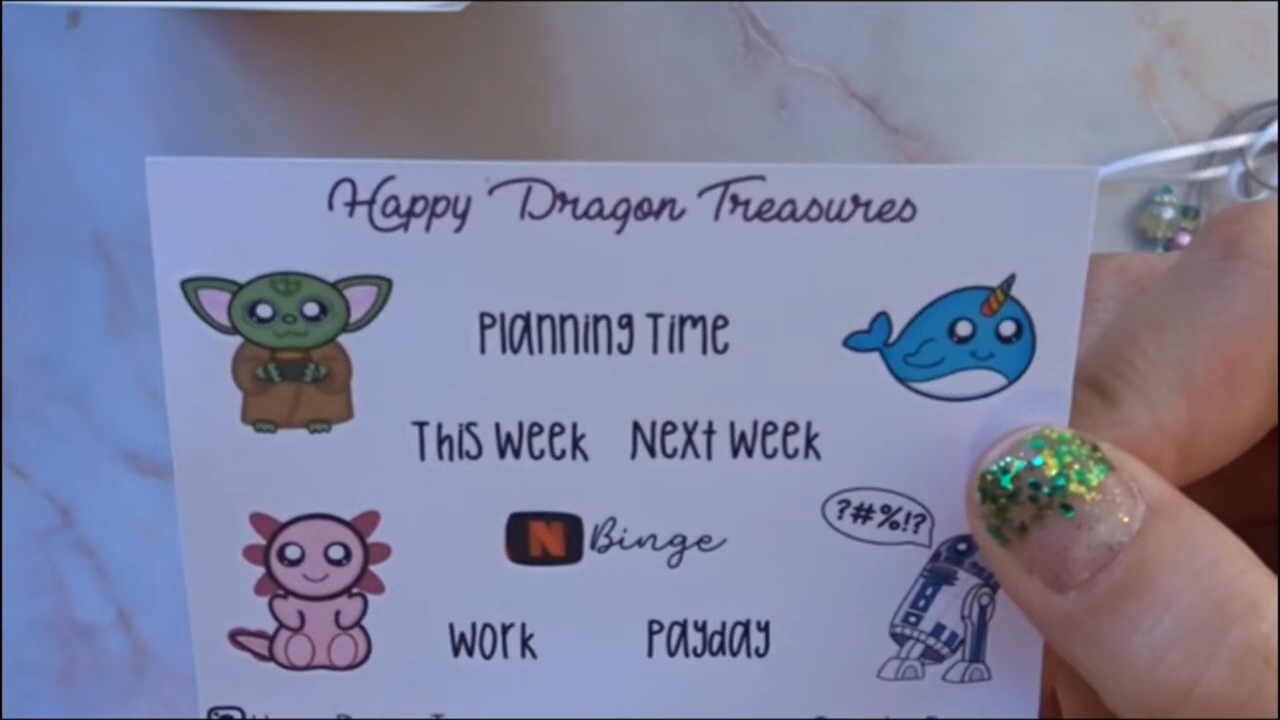 Happy Dragon Treasures
Planning Time
This Week Next Week
?#%!?
N Binge
Work Payday